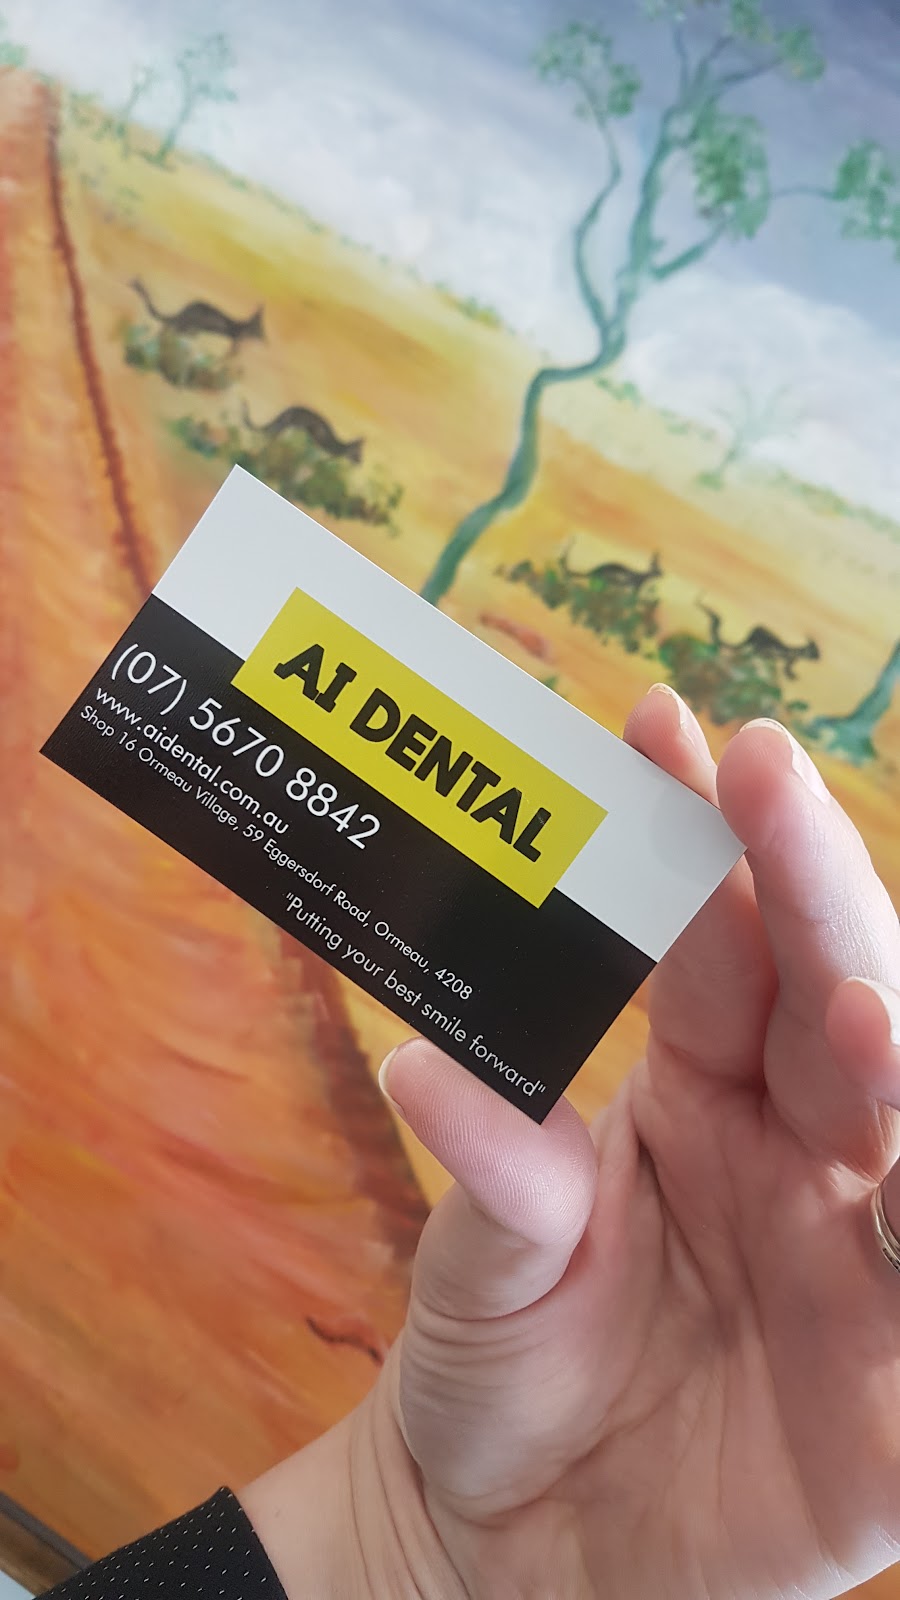 AI DENTAL
(07) 5670 8842
www.aidental.com.au
Shop 16 Ormeau Village, 59 Eggersdorf Road, Ormeau, 4208
"Putting your best smile forward"